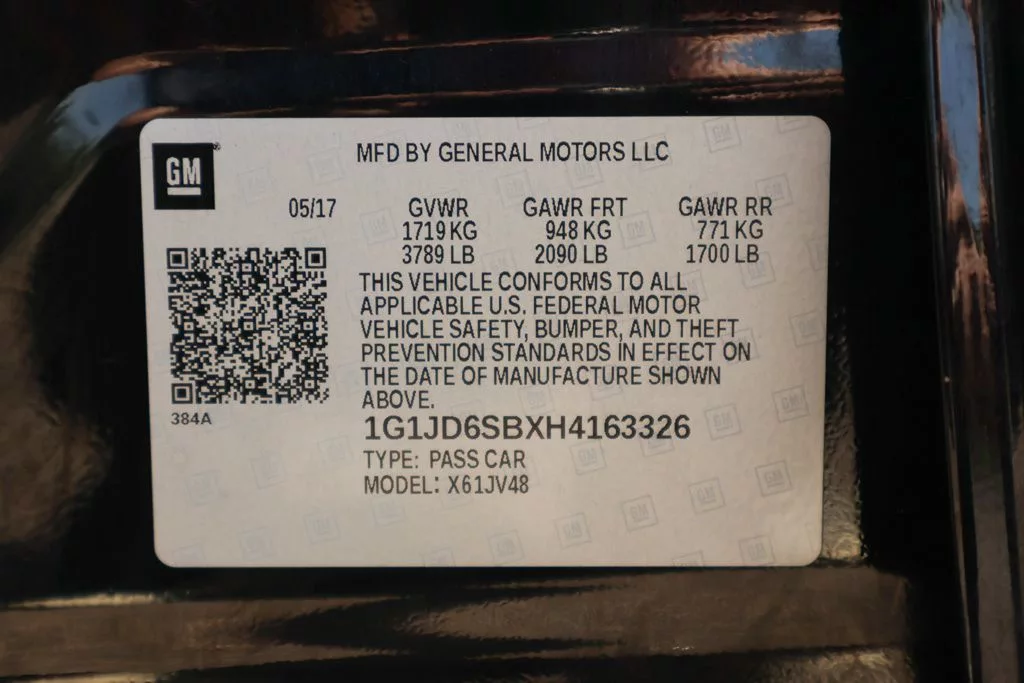 GM
MFD BY GENERAL MOTORS LLC
05/17 GVWR GAWR FRT GAWR RR
1719 KG 948 KG 771 KG
3789 LB 2090 LB 1700 LB
THIS VEHICLE CONFORMS TO ALL
APPLICABLE U.S. FEDERAL MOTOR
VEHICLE SAFETY, BUMPER, AND THEFT
PREVENTION STANDARDS IN EFFECT ON
THE DATE OF MANUFACTURE SHOWN
ABOVE.
384A
1G1JD6SBXH4163326
TYPE: PASS CAR
MODEL: X61JV48